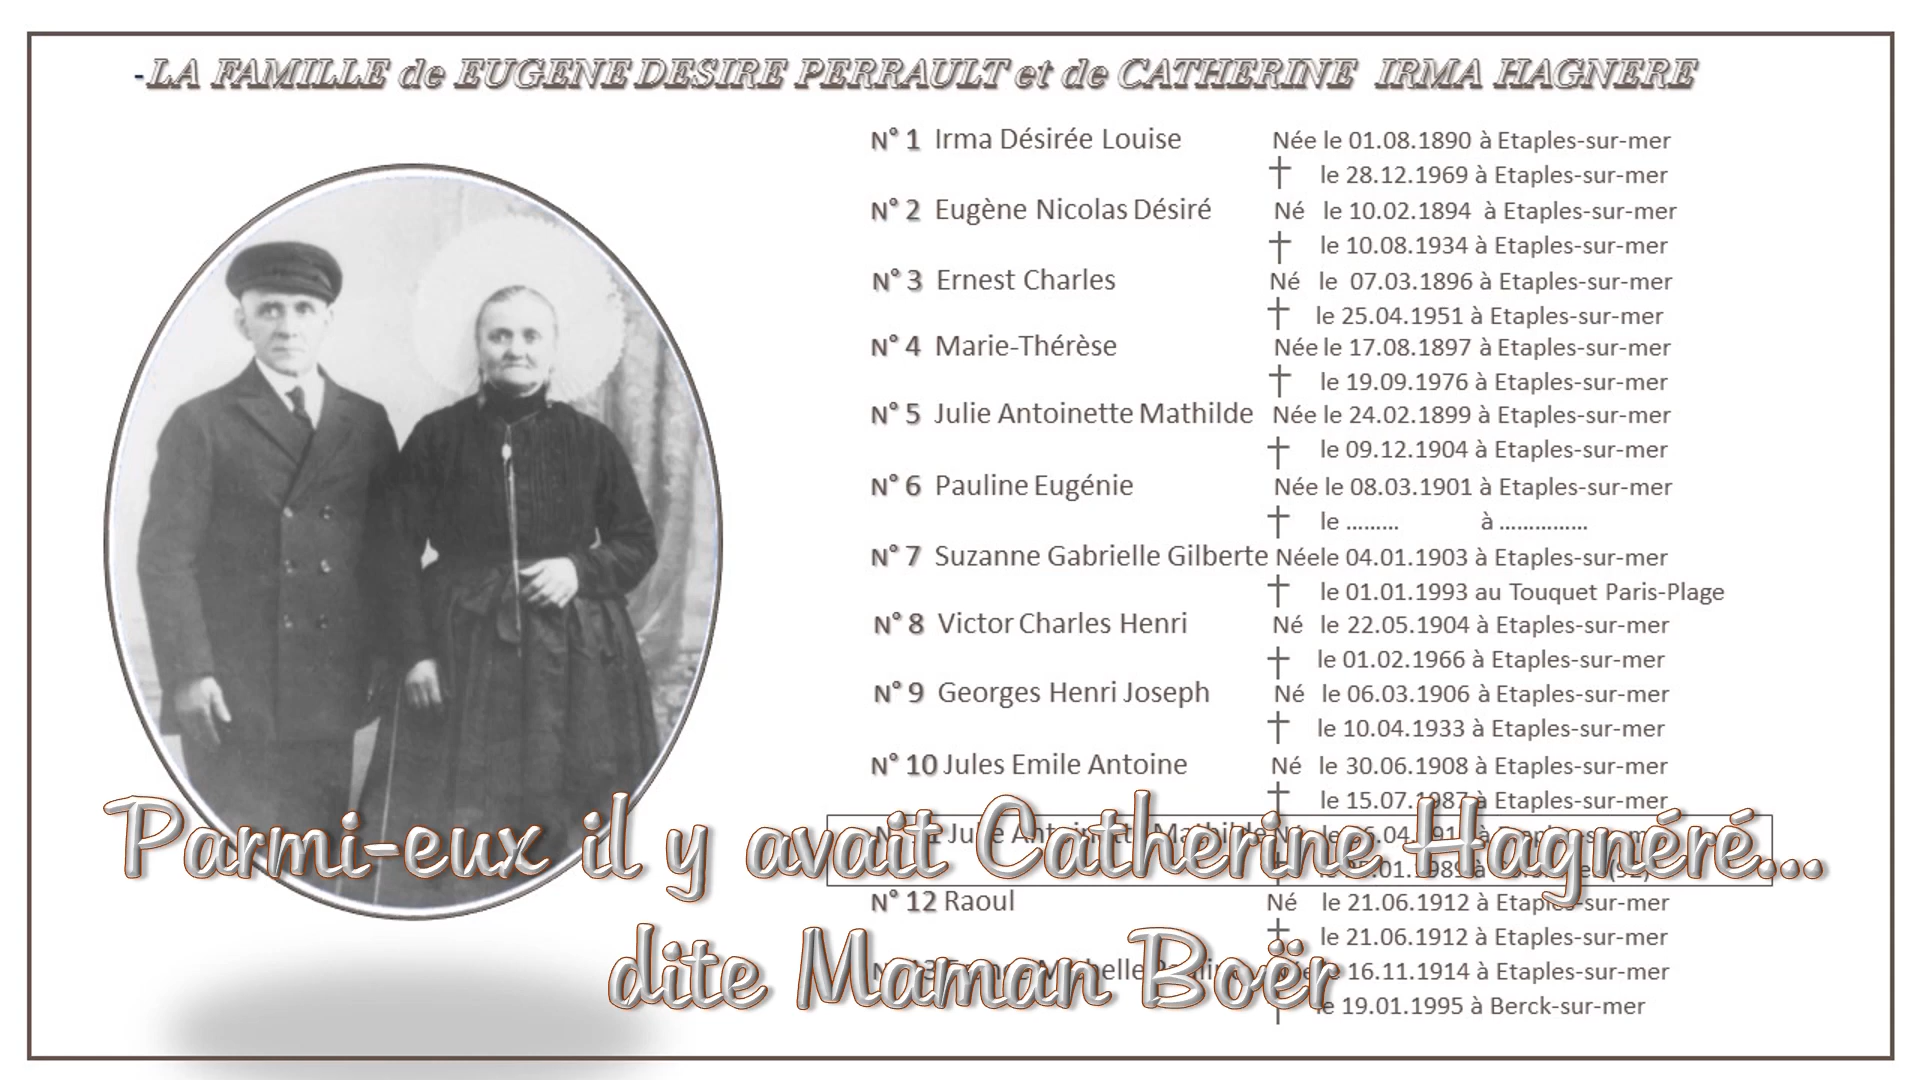 -LA FAMILLE de EUGENE DESIRE PERRAULT et de CATHERINE IRMA HAGNERE
N° 1 Irma Désirée Louise Née le 01.08.1890 à Etaples-sur-mer
† le 28.12.1969 à Etaples-sur-mer
N° 2 Eugène Nicolas Désiré Né le 10.02.1894 à Etaples-sur-mer
† le 10.08.1934 à Etaples-sur-mer
N° 3 Ernest Charles Né le 07.03.1896 à Etaples-sur-mer
† le 25.04.1951 à Etaples-sur-mer
N° 4 Marie-Thérèse Née le 17.08.1897 à Etaples-sur-mer
† le 19.09.1976 à Etaples-sur-mer
N° 5 Julie Antoinette Mathilde Née le 24.02.1899 à Etaples-sur-mer
† le 09.12.1904 à Etaples-sur-mer
N° 6 Pauline Eugénie Née le 08.03.1901 à Etaples-sur-mer
† le ......... à ...............
N° 7 Suzanne Gabrielle Gilberte Néele 04.01.1903 à Etaples-sur-mer
† le 01.01.1993 au Touquet Paris-Plage
N° 8 Victor Charles Henri Né le 22.05.1904 à Etaples-sur-mer
† le 01.02.1966 à Etaples-sur-mer
N° 9 Georges Henri Joseph Né le 06.03.1906 à Etaples-sur-mer
† le 10.04.1933 à Etaples-sur-mer
N° 10 Jules Emile Antoine Né le 30.06.1908 à Etaples-sur-mer
† le 15.07.1987 à Etaples-sur-mer
Julie Antoinette Mathilde
Parmi-eux il y avait Catherine Hagnéré...
N° 12 Raoul Né le 21.06.1912 à Etaples-sur-mer
† le 21.06.1912 à Etaples-sur-mer
dite Maman Boër
16.11.1914 à Etaples-sur-mer
† le 19.01.1995 à Berck-sur-mer